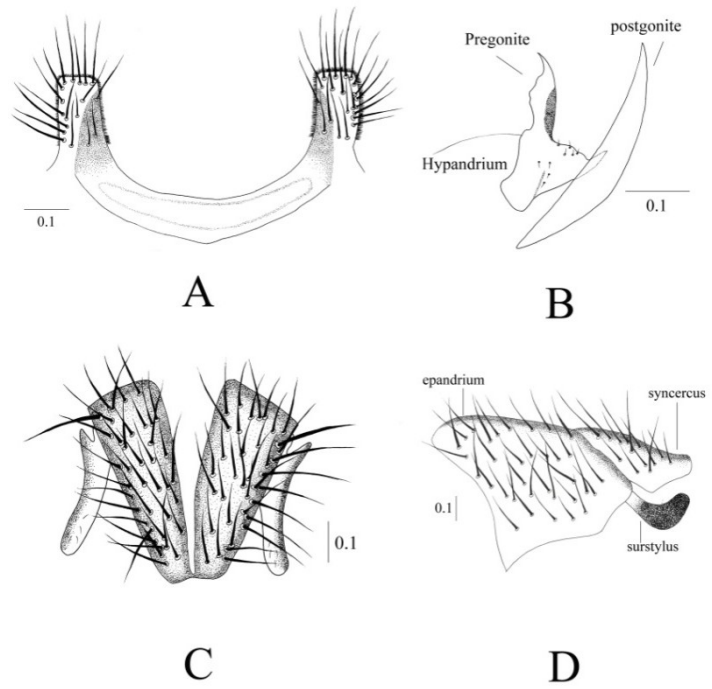 0.1
A
Pregonite
postgonite
Hypandrium
0.1
B
0.1
C
epandrium
syncercus
0.1
surstylus
D